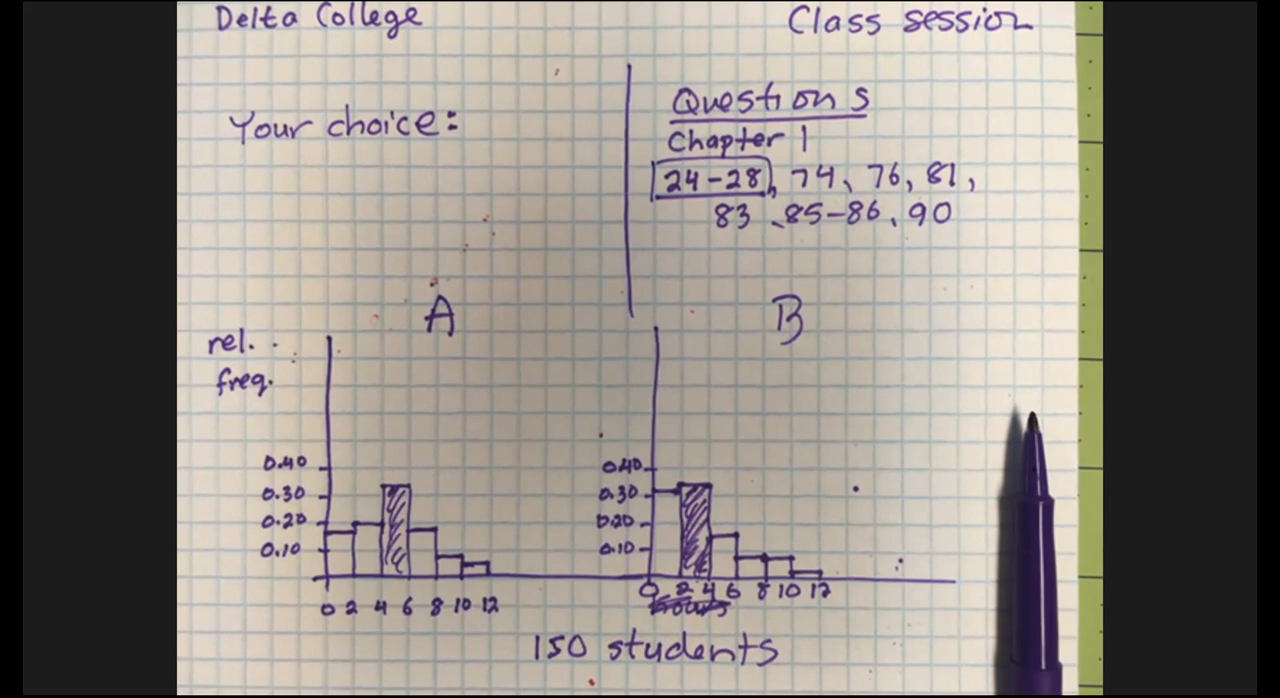 Delta College
Class session
Your choice:
Questions
Chapter 1
24-28, 74, 76, 81,
83, 85-86, 90
A
B
rel.
freq.
0.40
0.30
0.20
0.10
0 2 4 6 8 10 12
0.40
0.30
0.20
0.10
0 2 4 6 8 10 12
150 students